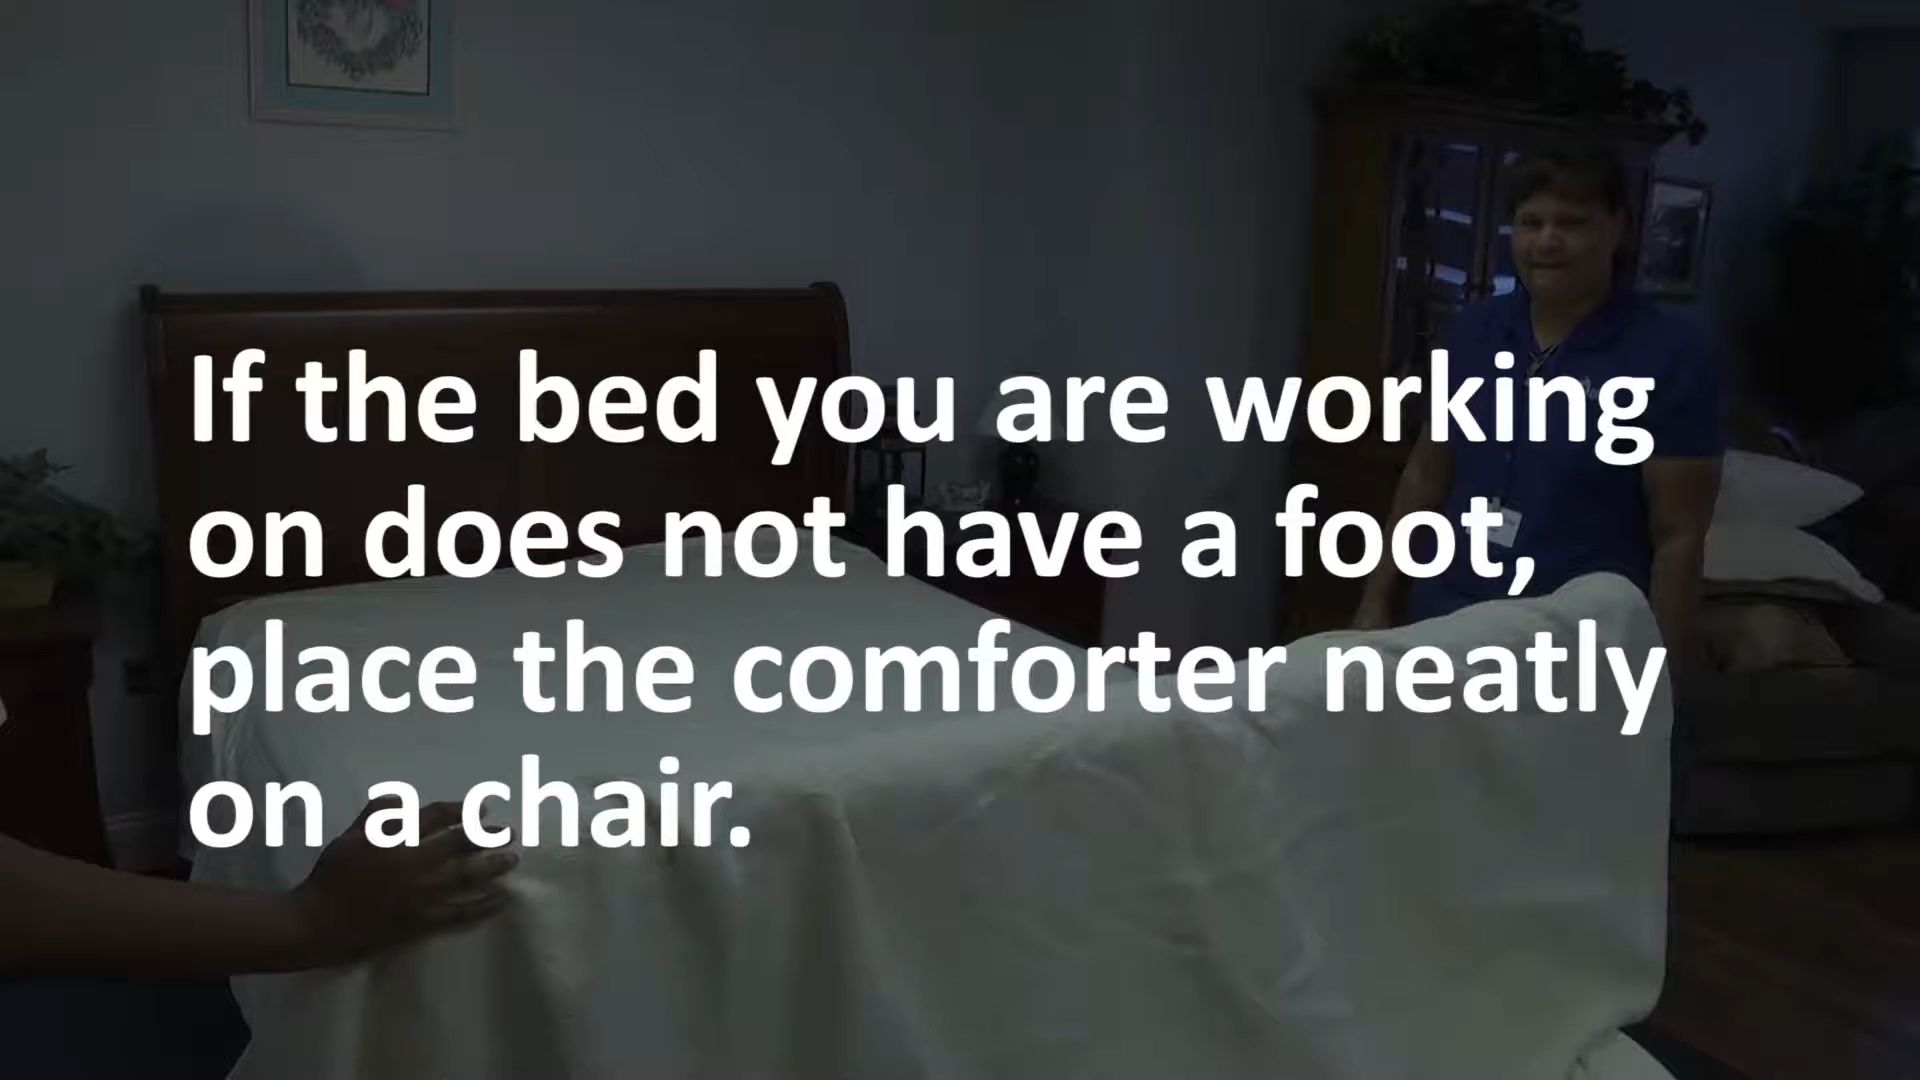 If the bed you are working
on does not have a foot,
place the comforter neatly
on a chair.